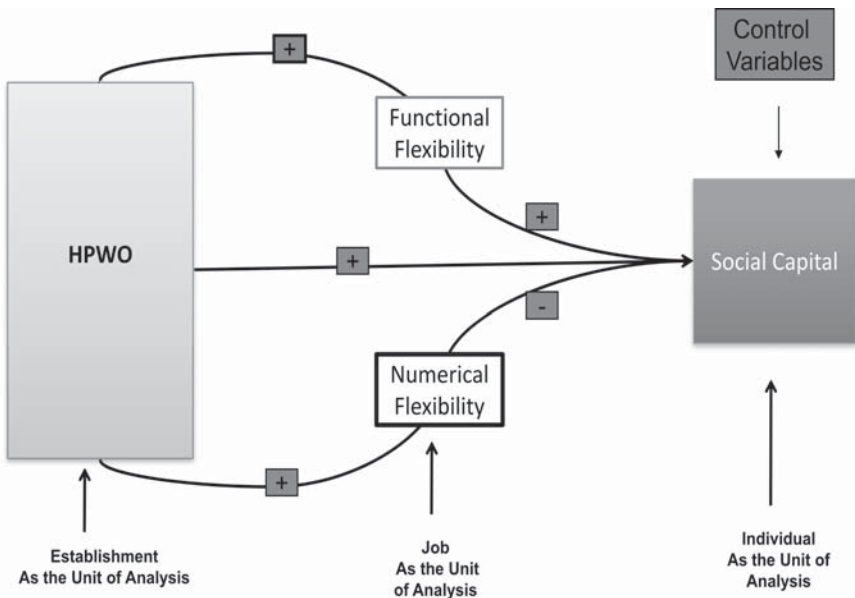 Control
Variables
+
Functional
Flexibility
+
HPWO
+
Social Capital
-
Numerical
Flexibility
+
Establishment
As the Unit of Analysis
Job
As the Unit
of Analysis
Individual
As the Unit of
Analysis